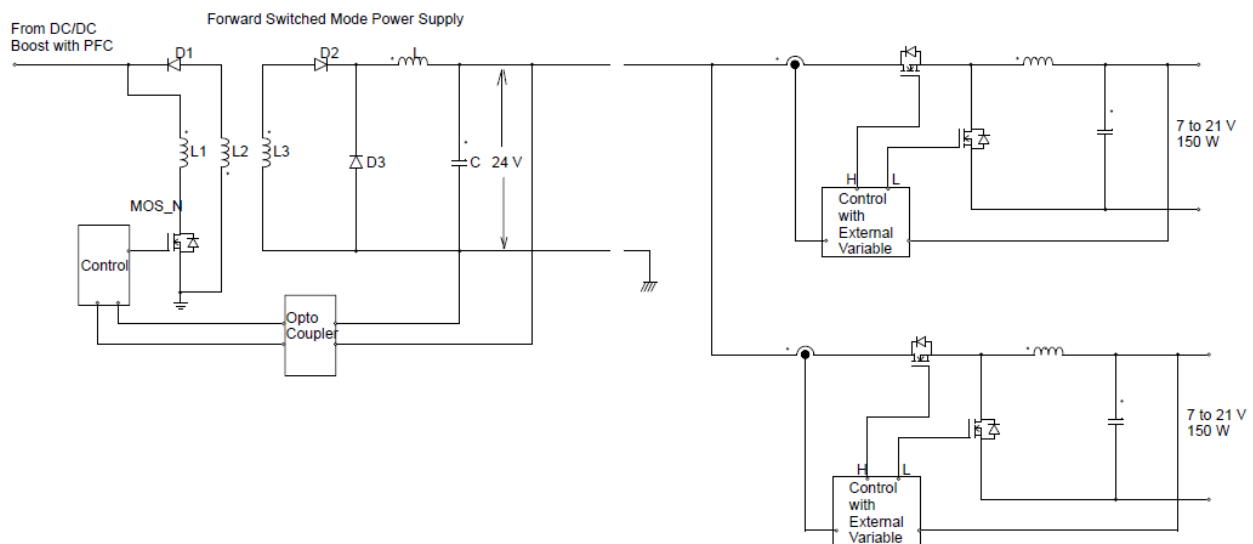 Forward Switched Mode Power Supply
From DC/DC
Boost with PFC
D1
D2
L
L1
L2
L3
D3
C
24 V
MOS_N
Control
Opto
Coupler
H
L
Control
with
External
Variable
7 to 21 V
150 W
H
L
Control
with
External
Variable
7 to 21 V
150 W